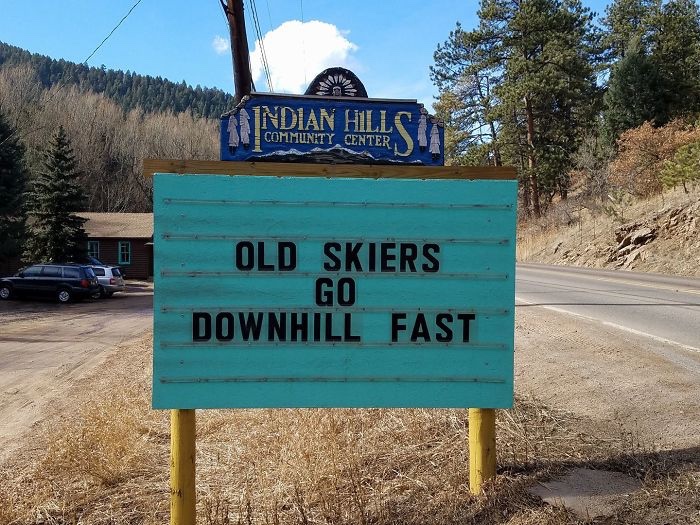 INDIAN HILLS
COMMUNITY CENTER
OLD SKIERS
GO
DOWNHILL FAST